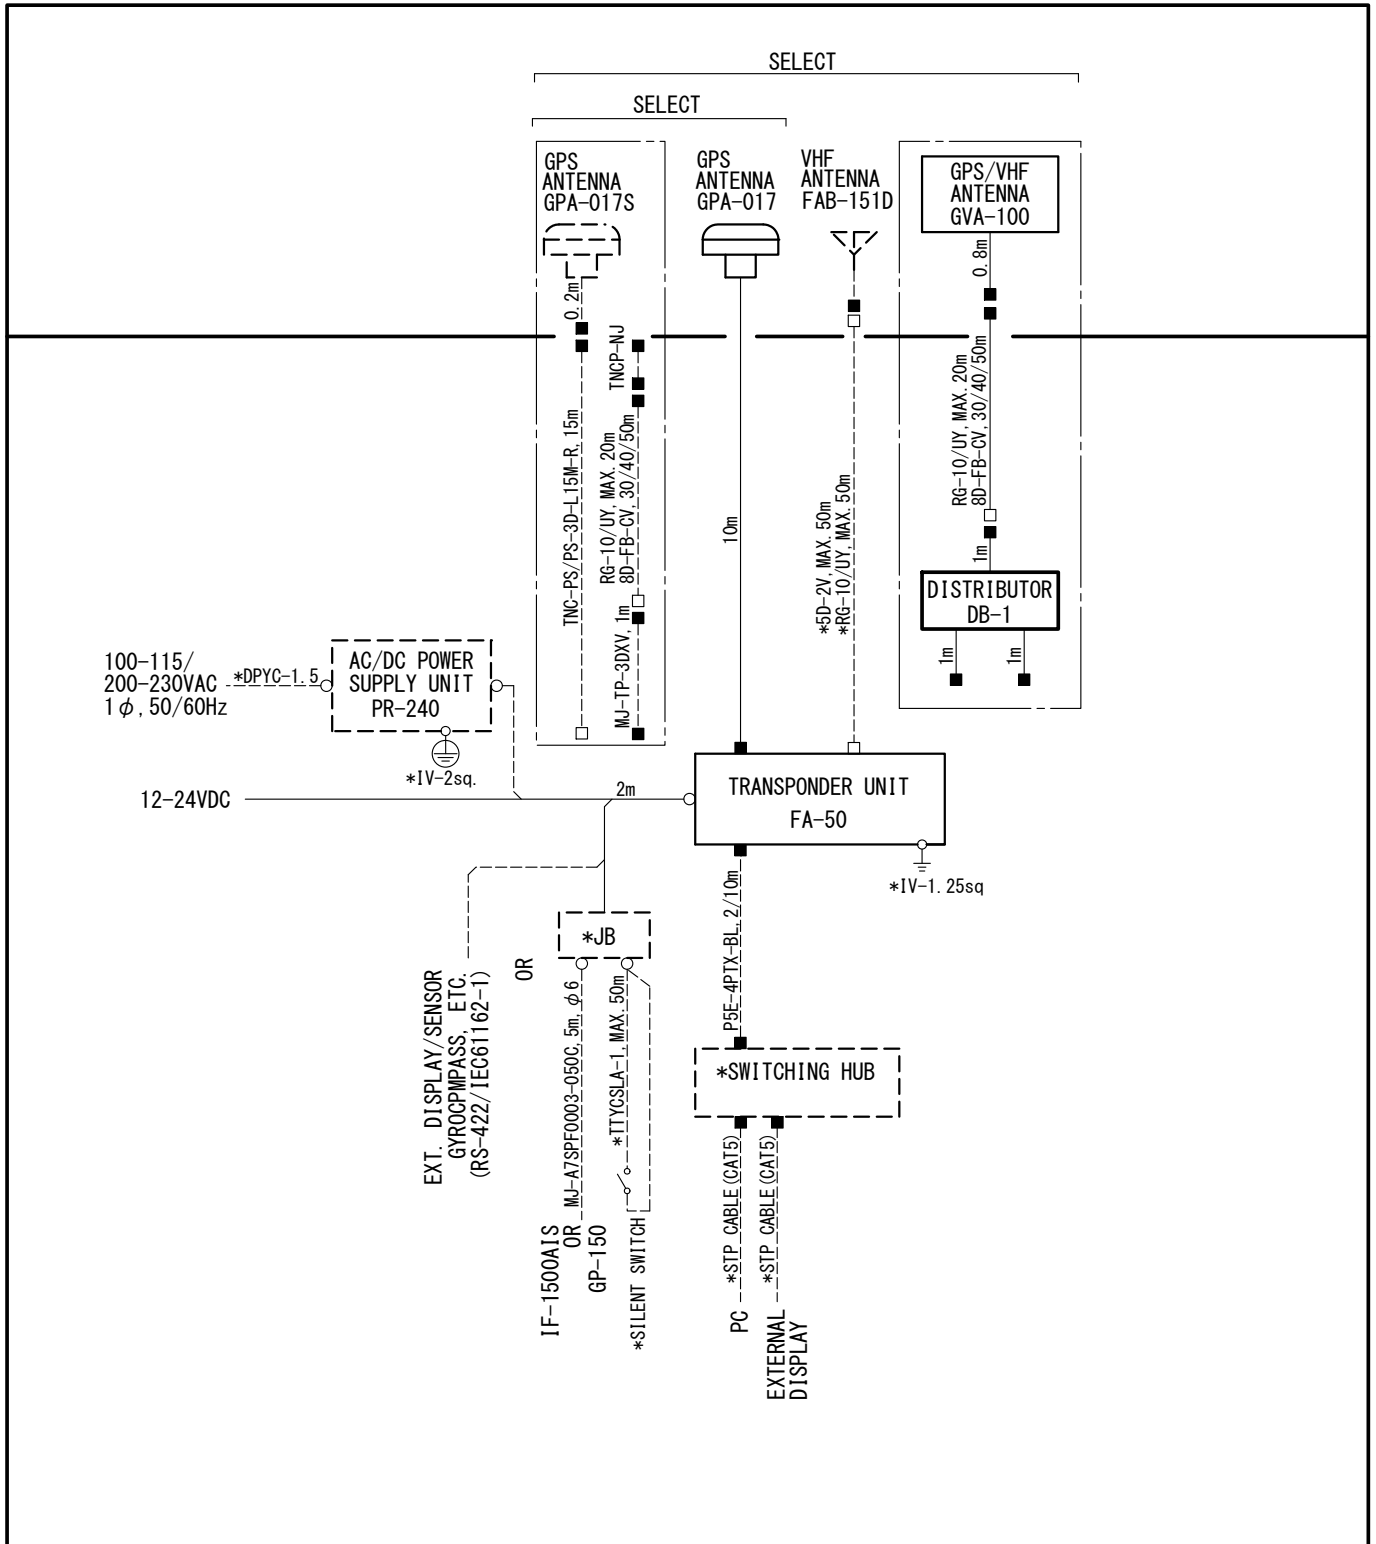 SELECT
SELECT
GPS
ANTENNA
GPA-017S
GPS
ANTENNA
GPA-017
VHF
ANTENNA
FAB-151D
GPS/VHF
ANTENNA
GVA-100
0.2m
0.8m
TNCP-NJ
TNC-PS/PS-3D-L15M-R, 15m
RG-10/UY, MAX. 20m
8D-FB-CV, 30/40/50m
MJ-TP-3DXV, 1m
10m
*5D-2V, MAX. 50m
*RG-10/UY, MAX. 50m
RG-10/UY, MAX. 20m
8D-FB-CV, 30/40/50m
1m
DISTRIBUTOR
DB-1
1m
1m
100-115/
200-230VAC
1φ, 50/60Hz
*DPYC-1.5
AC/DC POWER
SUPPLY UNIT
PR-240
*IV-2sq.
12-24VDC
2m
TRANSPONDER UNIT
FA-50
*IV-1.25sq
*JB
OR
EXT. DISPLAY/SENSOR
GYROCPMPASS, ETC.
(RS-422/IEC61162-1)
MJ-A7SPF0003-050C, 5m, φ6
*TTYCSLA-1, MAX. 50m
IF-1500AIS
OR
GP-150
*SILENT SWITCH
P5E-4PTX-BL, 2/10m
*SWITCHING HUB
*STP CABLE(CAT5)
*STP CABLE(CAT5)
PC
EXTERNAL
DISPLAY